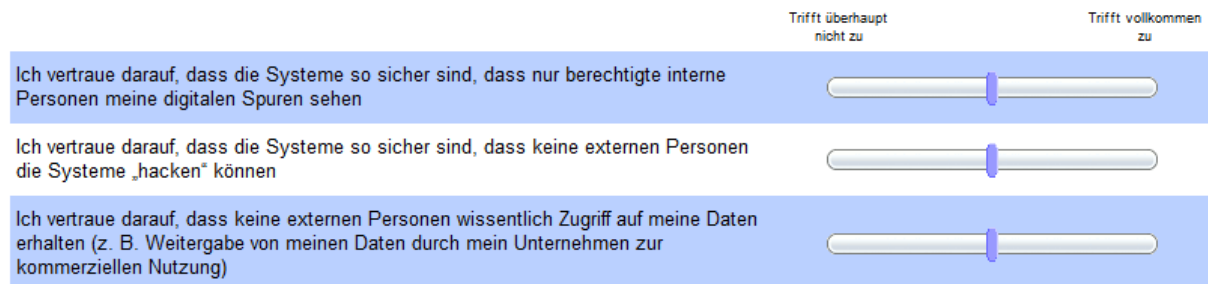 Trifft überhaupt Trifft vollkommen
nicht zu zu
Ich vertraue darauf, dass die Systeme so sicher sind, dass nur berechtigte interne
Personen meine digitalen Spuren sehen
Ich vertraue darauf, dass die Systeme so sicher sind, dass keine externen Personen
die Systeme „hacken“ können
Ich vertraue darauf, dass keine externen Personen wissentlich Zugriff auf meine Daten
erhalten (z. B. Weitergabe von meinen Daten durch mein Unternehmen zur
kommerziellen Nutzung)